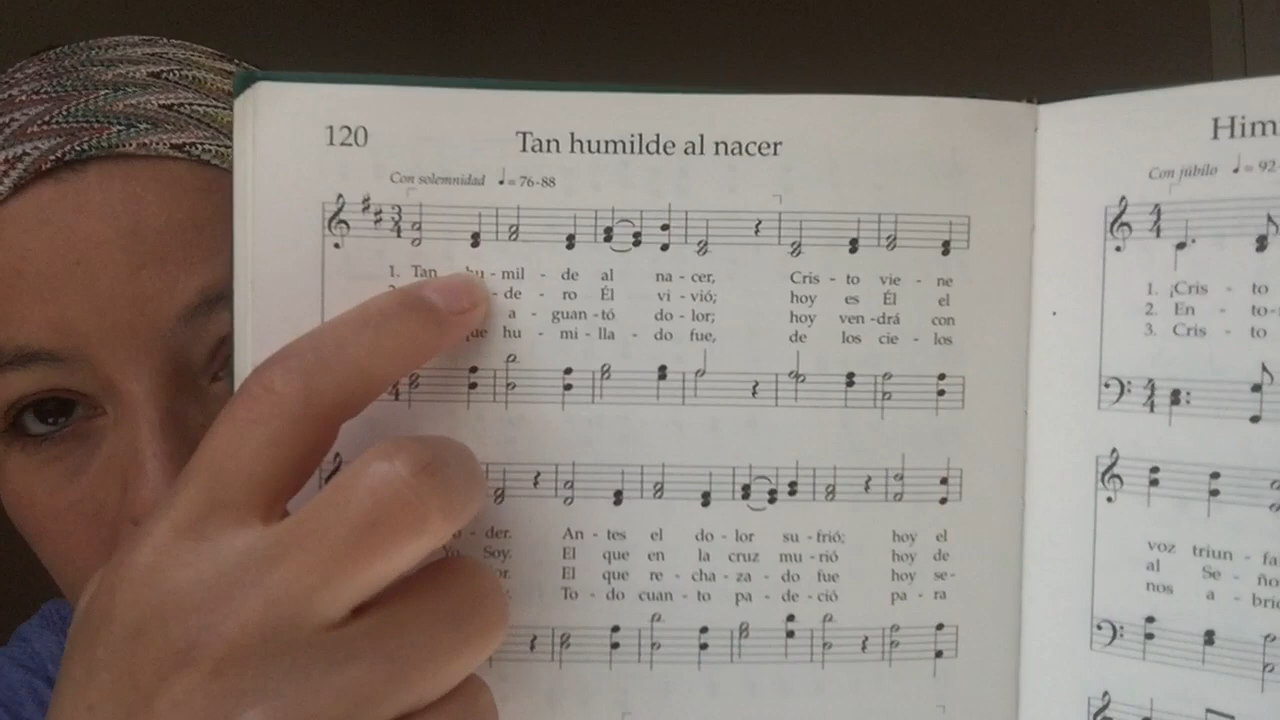 120
Tan humilde al nacer
Con solemnidad ♩= 76-88
1. Tan hu - mil - de al na - cer, Cris - to vie - ne
- de - ro Él vi - vió; hoy es Él el
a - guan - tó do - lor; hoy ven - drá con
hu - mi - lla - do fue, de los cie - los
der. An - tes el do - lor su - frió; hoy el
Yo Soy. El que en la cruz mu - rió hoy de
El que re - cha - za - do fue hoy se-
To - do cuan - to pa - de - ció pa - ra
Him
Con júbilo ♩= 92
1. ¡Cris - to
2. En - to-
3. Cris - to
voz triun - fa
al Se - ño
nos a - brió